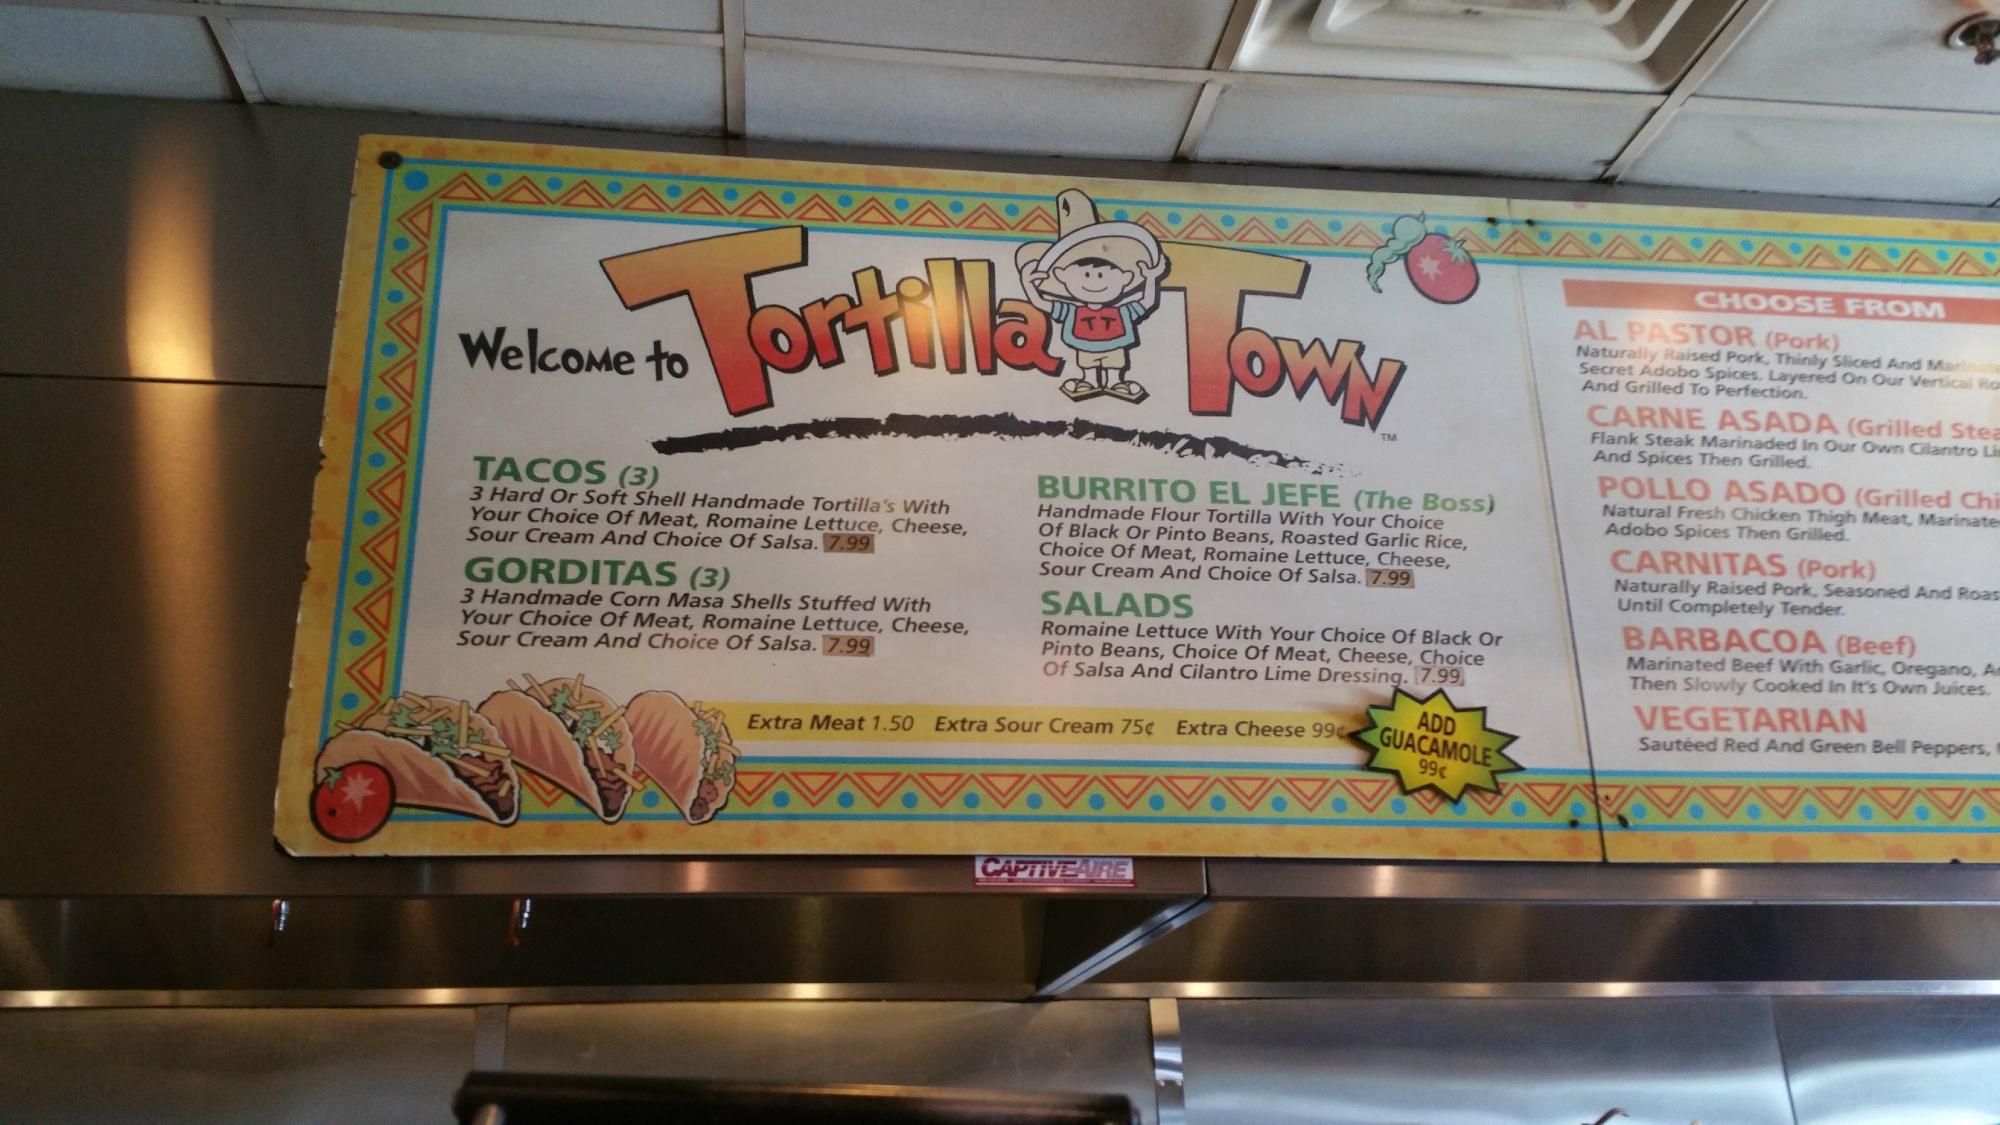 Welcome to Tortilla Town
TM
TT
TACOS (3)
3 Hard Or Soft Shell Handmade Tortilla's With
Your Choice Of Meat, Romaine Lettuce, Cheese,
Sour Cream And Choice Of Salsa. 7.99
GORDITAS (3)
3 Handmade Corn Masa Shells Stuffed With
Your Choice Of Meat, Romaine Lettuce, Cheese,
Sour Cream And Choice Of Salsa. 7.99
BURRITO EL JEFE (The Boss)
Handmade Flour Tortilla With Your Choice
Of Black Or Pinto Beans, Roasted Garlic Rice,
Choice Of Meat, Romaine Lettuce, Cheese,
Sour Cream And Choice Of Salsa. 7.99
SALADS
Romaine Lettuce With Your Choice Of Black Or
Pinto Beans, Choice Of Meat, Cheese, Choice
Of Salsa And Cilantro Lime Dressing. 7.99
Extra Meat 1.50 Extra Sour Cream 75¢ Extra Cheese 99¢
ADD
GUACAMOLE
99¢
CHOOSE FROM
AL PASTOR (Pork)
Naturally Raised Pork, Thinly Sliced And
Secret Adobo Spices. Layered On Our Vertical
And Grilled To Perfection.
CARNE ASADA (Grilled
Flank Steak Marinaded In Our Own Cilantro
And Spices Then Grilled.
POLLO ASADO (Grilled
Natural Fresh Chicken Thigh Meat,
Adobo Spices Then Grilled.
CARNITAS (Pork)
Naturally Raised Pork, Seasoned And
Until Completely Tender.
BARBACOA (Beef)
Marinated Beef With Garlic, Oregano,
Then Slowly Cooked In It's Own Juices.
VEGETARIAN
Sautéed Red And Green Bell Peppers,
CAPTIVEAIRE